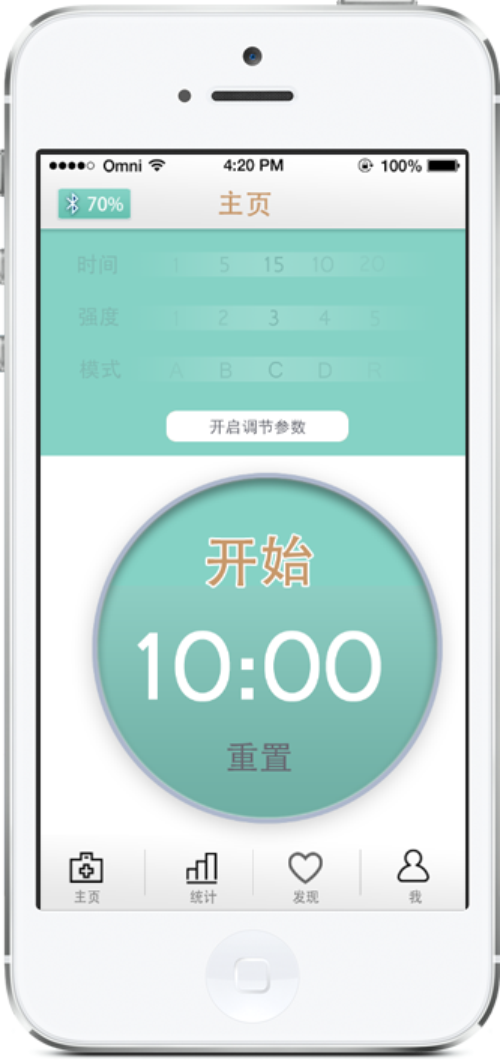 Omni 4:20 PM 100%
70% 主页
时间 1 5 15 10 20
强度 1 2 3 4 5
模式 A B C D R
开启调节参数
开始
10:00
重置
主页 统计 发现 我